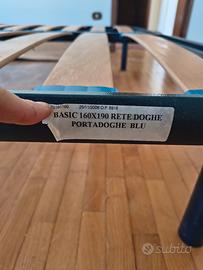 BASIC 160X190 RETE DOGHE
PORTADOGHE BLU
subito